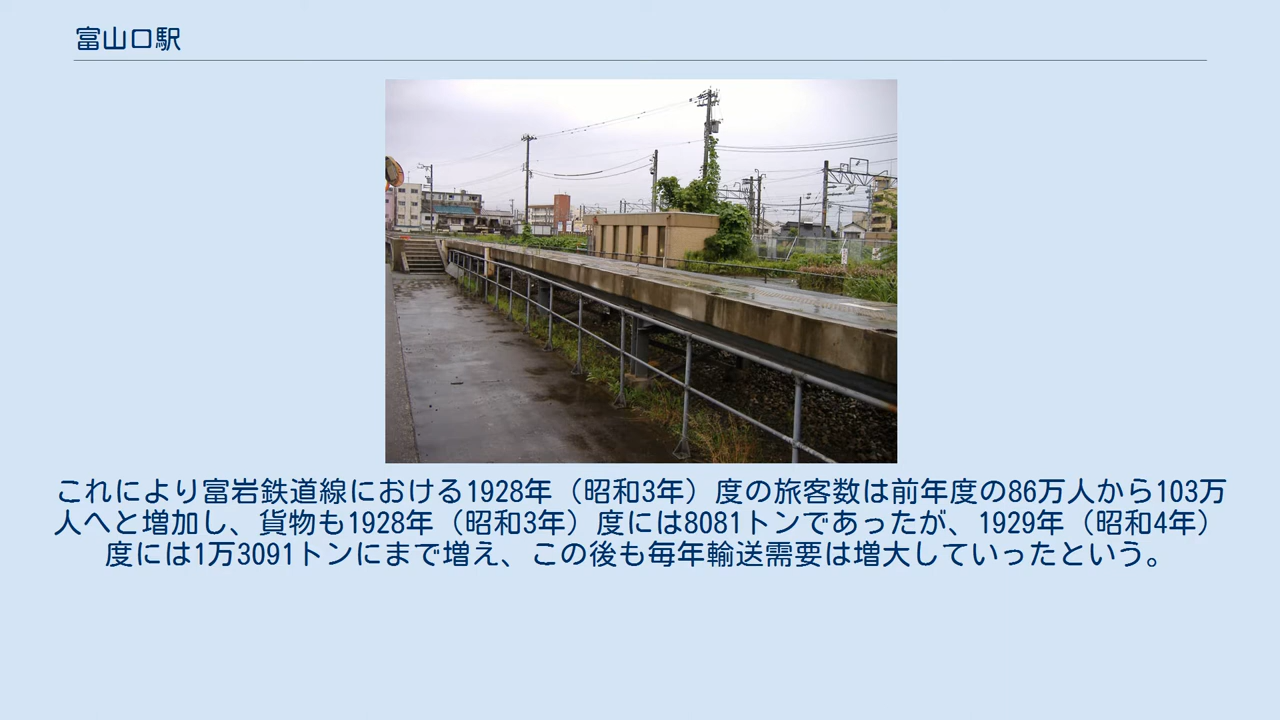 富山口駅
これにより富岩鉄道線における1928年（昭和3年）度の旅客数は前年度の86万人から103万
人へと増加し、貨物も1928年（昭和3年）度には8081トンであったが、1929年（昭和4年）
度には1万3091トンにまで増え、この後も毎年輸送需要は増大していったという。